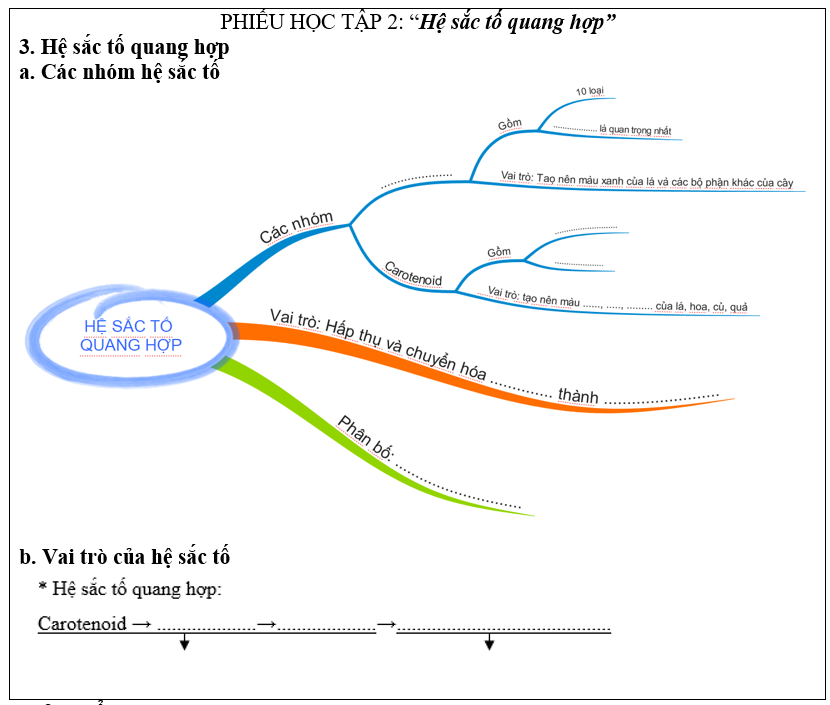 PHIẾU HỌC TẬP 2: “Hệ sắc tố quang hợp”
3. Hệ sắc tố quang hợp
a. Các nhóm hệ sắc tố
HỆ SẮC TỐ
QUANG HỢP
Các nhóm
....................
Gồm
10 loại
................. là quan trọng nhất
Vai trò: Tạo nên màu xanh của lá và các bộ phận khác của cây
Carotenoid
Gồm
....................
................
Vai trò: tạo nên màu ......, ....., ........ của lá, hoa, củ, quả
Vai trò: Hấp thụ và chuyển hóa ............ thành ......................
Phân bố: .........................
b. Vai trò của hệ sắc tố
* Hệ sắc tố quang hợp:
Carotenoid → .................... → .................... → ...........................................